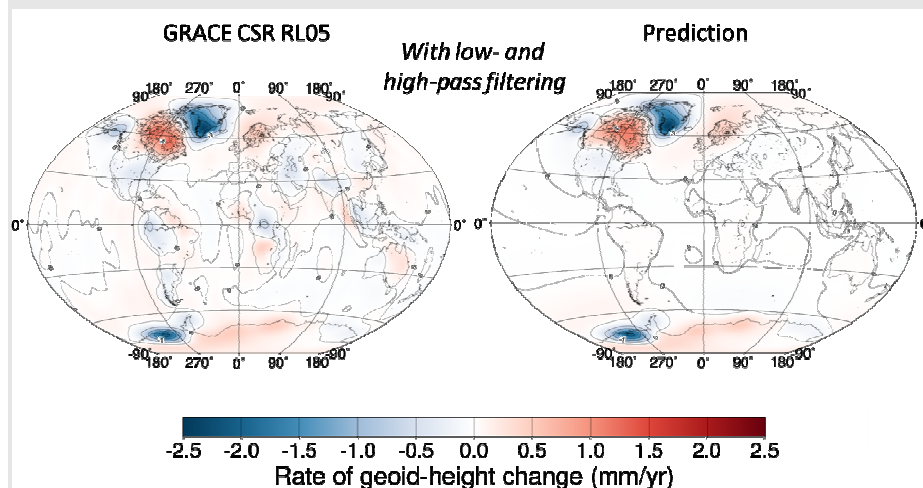 GRACE CSR RL05
With low- and
high-pass filtering
Prediction
90° 180° 270° 0° 90° 180° 90°
90° 180° 270° 0° 90° 180° 90°
0° 0° 0°
-90° 180° 270° 0° 90° 180° -90°
-90° 180° 270° 0° 90° 180° -90°
-2.5 -2.0 -1.5 -1.0 -0.5 0.0 0.5 1.0 1.5 2.0 2.5
Rate of geoid-height change (mm/yr)